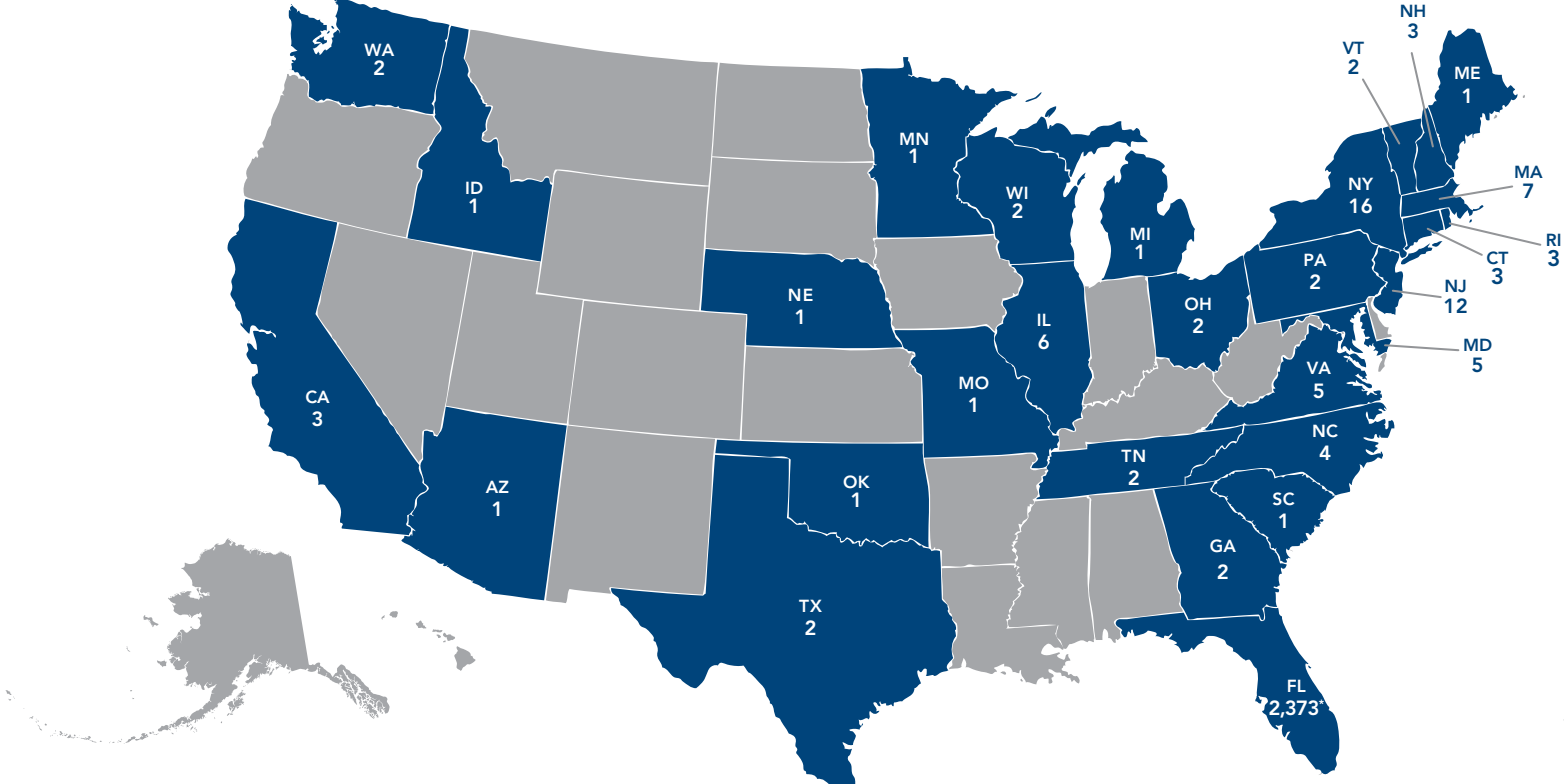 NH
3
VT
2
ME
1
WA
2
MN
1
MA
7
ID
1
WI
2
NY
16
MI
1
RI
3
CT
3
PA
2
NJ
12
NE
1
OH
2
IL
6
MD
5
VA
5
MO
1
CA
3
NC
4
TN
2
AZ
1
OK
1
SC
1
GA
2
TX
2
FL
2,373*